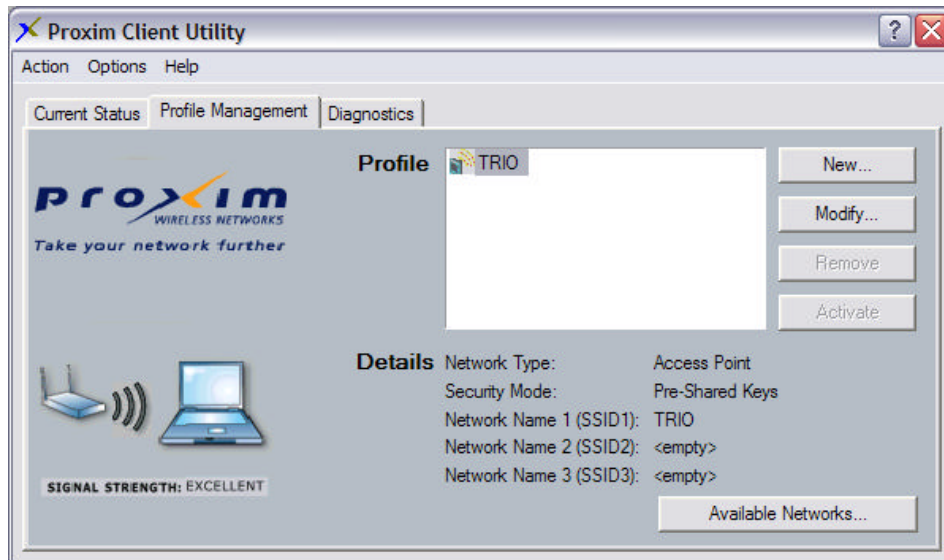 Proxim Client Utility
?
Action Options Help
Current Status Profile Management Diagnostics
Profile TRIO New...
proxim
WIRELESS NETWORKS
Modify...
Take your network further
Remove
Activate
Details Network Type: Access Point
Security Mode: Pre-Shared Keys
Network Name 1 (SSID1): TRIO
Network Name 2 (SSID2): <empty>
Network Name 3 (SSID3): <empty>
SIGNAL STRENGTH: EXCELLENT
Available Networks...